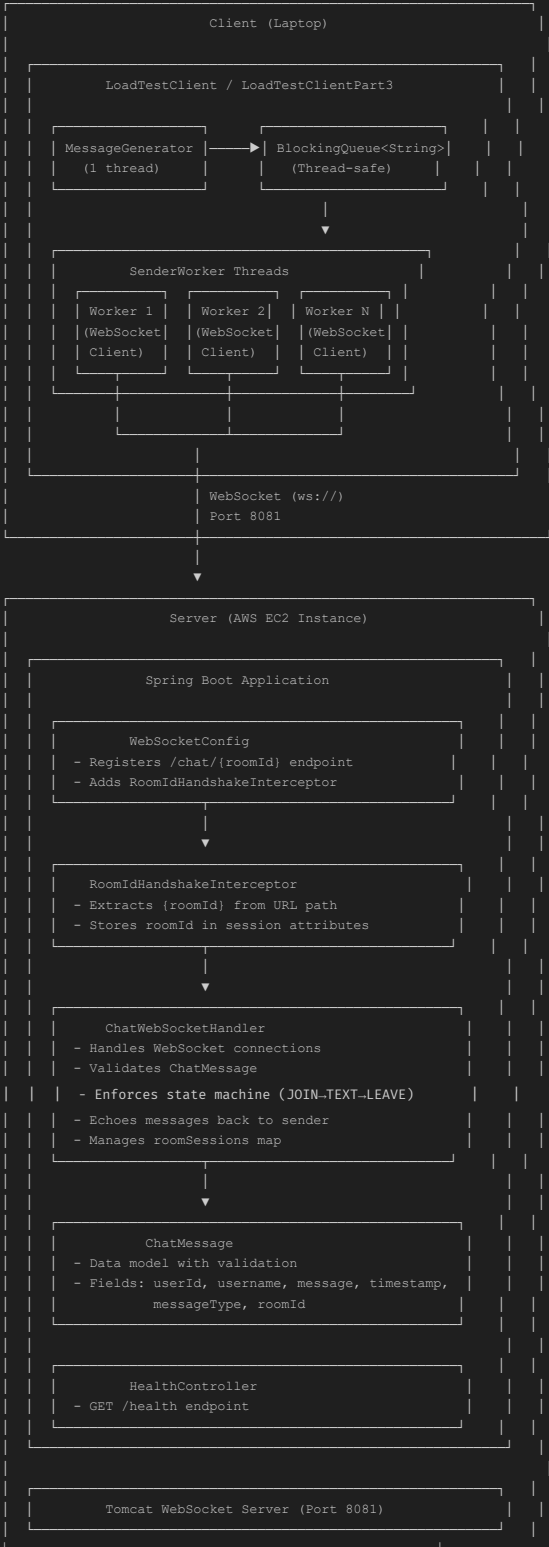 Client (Laptop)
LoadTestClient / LoadTestClientPart3
MessageGenerator BlockingQueue<String>
(1 thread) (Thread-safe)
SenderWorker Threads
Worker 1 Worker 2 Worker N
(WebSocket (WebSocket (WebSocket
Client) Client) Client)
WebSocket (ws://)
Port 8081
Server (AWS EC2 Instance)
Spring Boot Application
WebSocketConfig
- Registers /chat/{roomId} endpoint
- Adds RoomIdHandshakeInterceptor
RoomIdHandshakeInterceptor
- Extracts {roomId} from URL path
- Stores roomId in session attributes
ChatWebSocketHandler
- Handles WebSocket connections
- Validates ChatMessage
- Enforces state machine (JOIN→TEXT→LEAVE)
- Echoes messages back to sender
- Manages roomSessions map
ChatMessage
- Data model with validation
- Fields: userId, username, message, timestamp,
messageType, roomId
HealthController
- GET /health endpoint
Tomcat WebSocket Server (Port 8081)